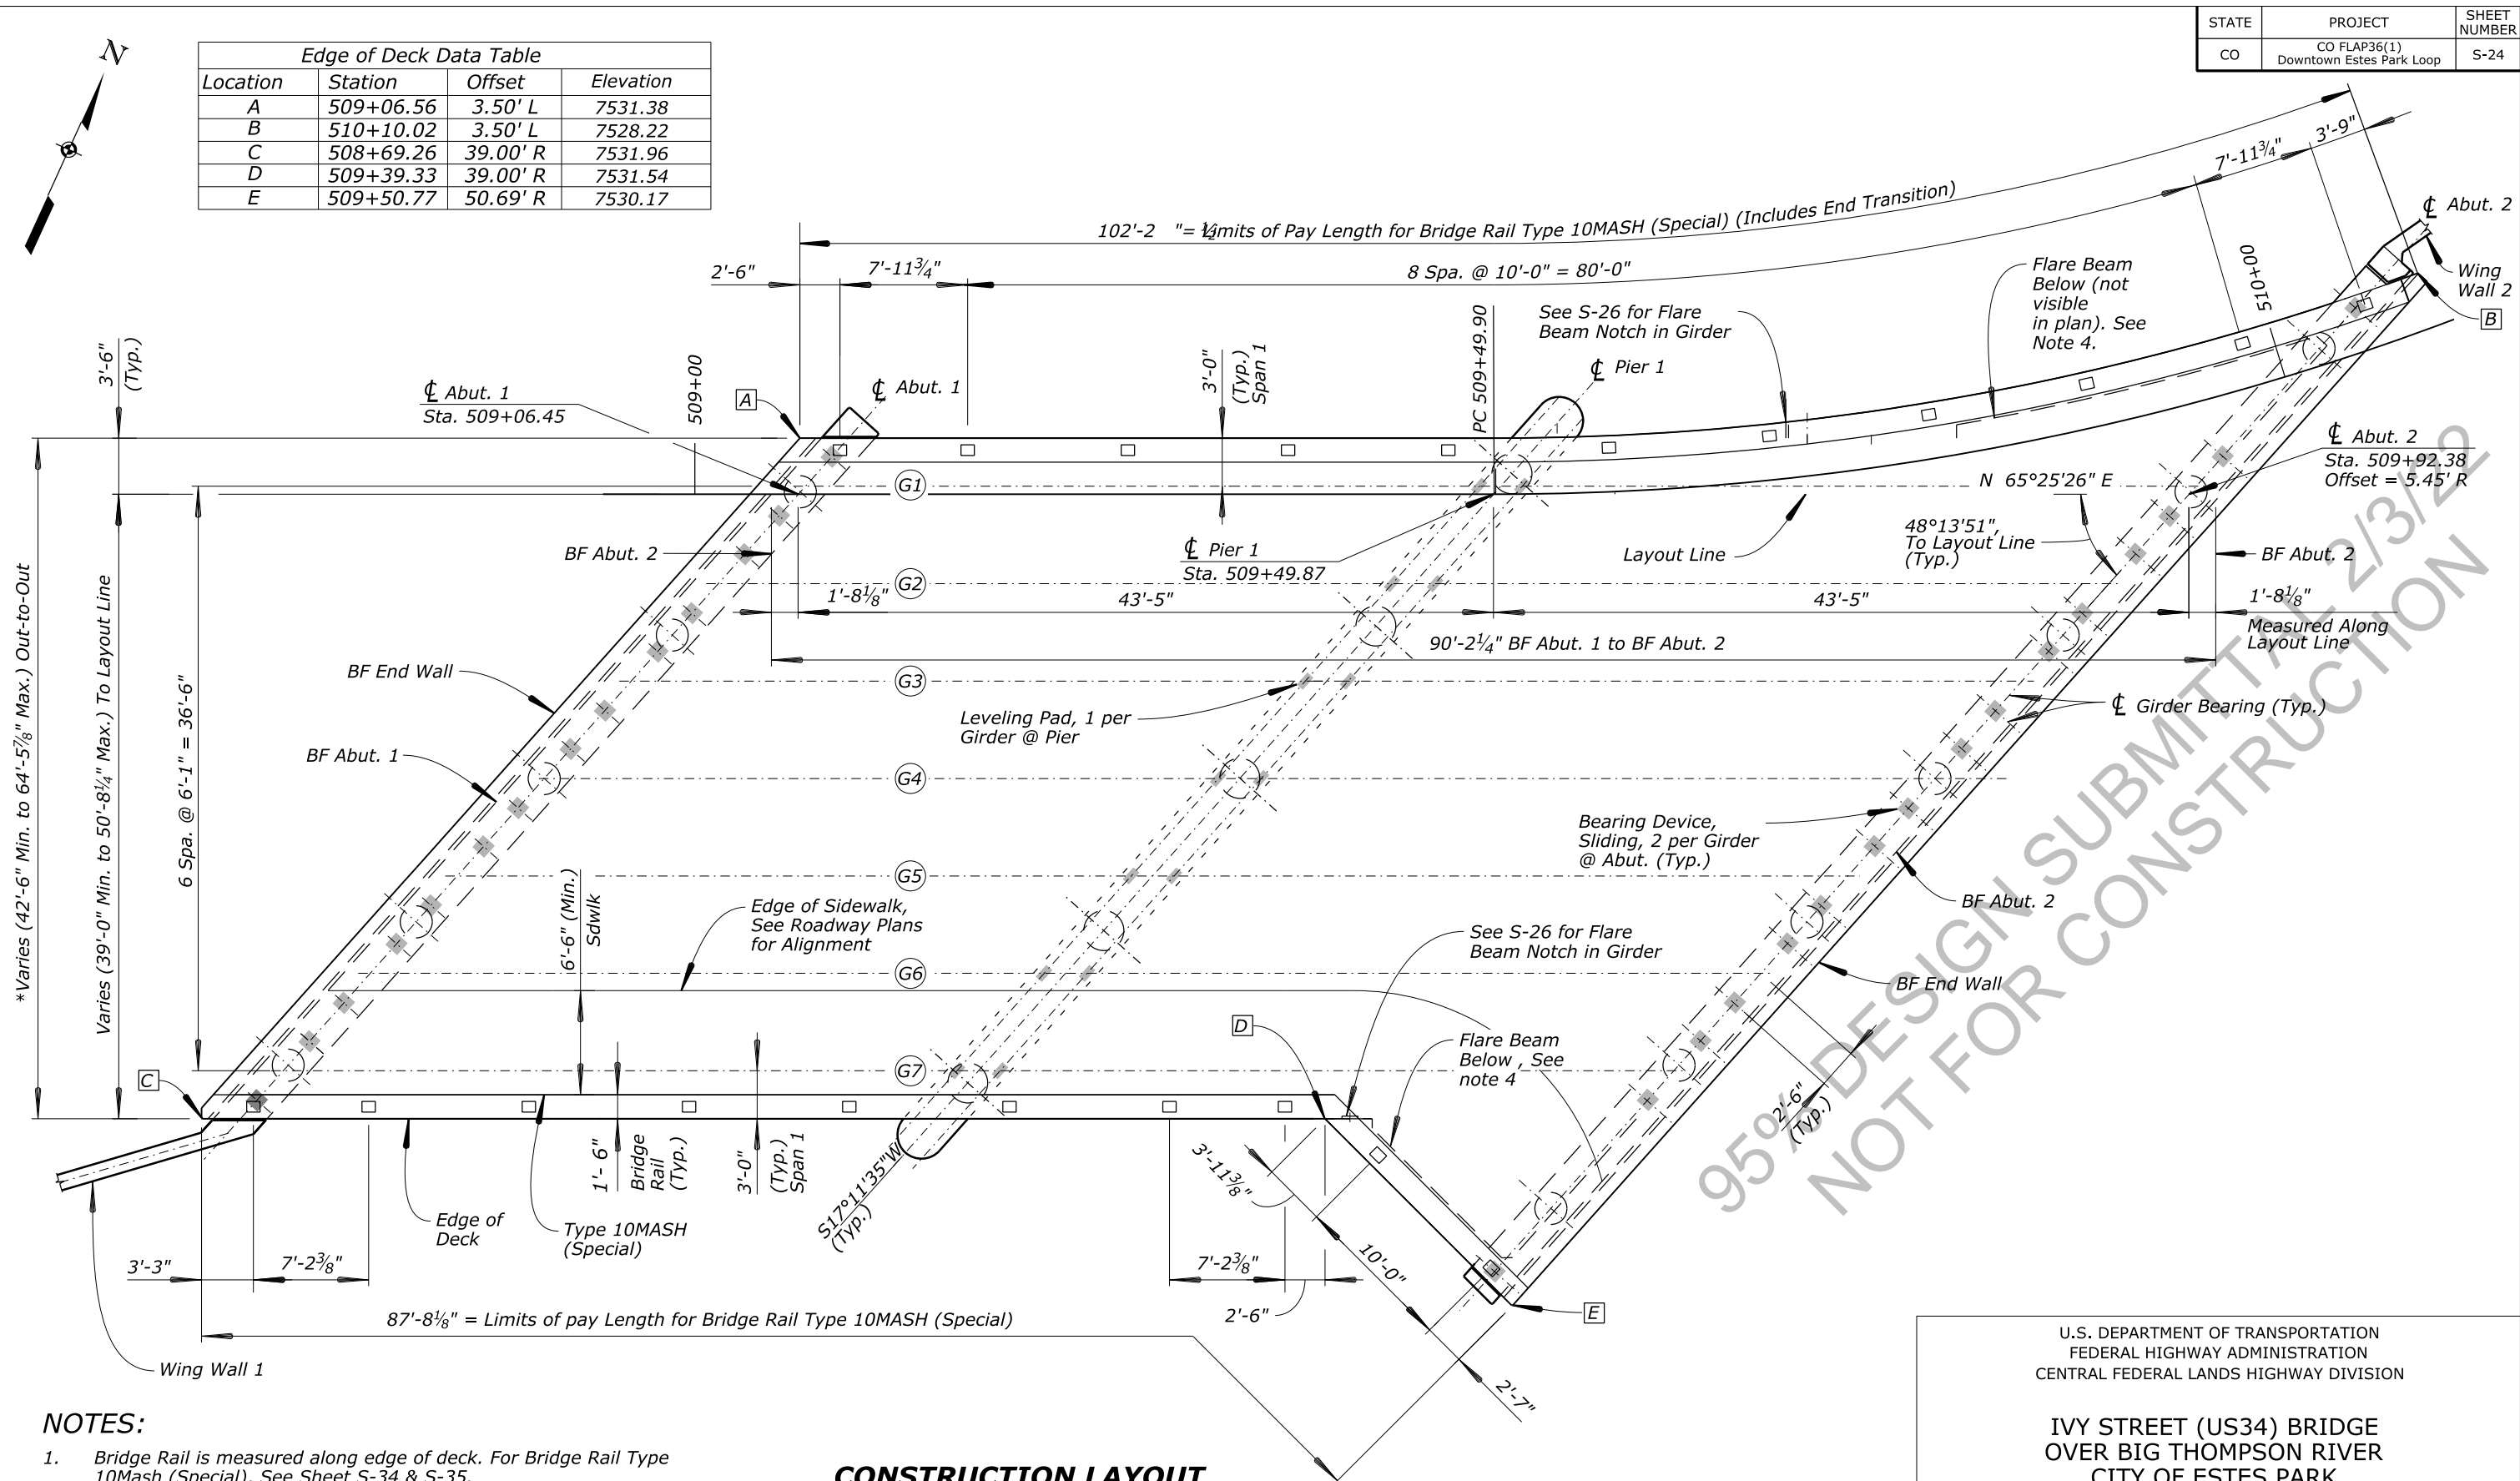 STATE PROJECT SHEET NUMBER
CO CO FLAP36(1) Downtown Estes Park Loop S-24
N
Edge of Deck Data Table
Location Station Offset Elevation
A 509+06.56 3.50' L 7531.38
B 510+10.02 3.50' L 7528.22
C 508+69.26 39.00' R 7531.96
D 509+39.33 39.00' R 7531.54
E 509+50.77 50.69' R 7530.17
102'-2 "= ½ Limits of Pay Length for Bridge Rail Type 10MASH (Special) (Includes End Transition)
7'-11¾"
3'-9"
2'-6"
7'-11¾"
8 Spa. @ 10'-0" = 80'-0"
510+00
℄ Abut. 2
Wing
Wall 2
B
Flare Beam
Below (not
visible
in plan). See
Note 4.
See S-26 for Flare
Beam Notch in Girder
PC 509+49.90
℄ Pier 1
3'-6"
(Typ.)
℄ Abut. 1
Sta. 509+06.45
509+00
A
℄ Abut. 1
3'-0"
(Typ.)
Span 1
℄ Abut. 2
Sta. 509+92.38
Offset = 5.45' R
G1
N 65°25'26" E
48°13'51",
To Layout Line
(Typ.)
BF Abut. 2
℄ Pier 1
Sta. 509+49.87
Layout Line
BF Abut. 2
G2
1'-8⅛"
43'-5"
43'-5"
1'-8⅛"
Measured Along
Layout Line
90'-2¼" BF Abut. 1 to BF Abut. 2
*Varies (42'-6" Min. to 64'-5⅞" Max.) Out-to-Out
Varies (39'-0" Min. to 50'-8¼" Max.) To Layout Line
6 Spa. @ 6'-1" = 36'-6"
BF End Wall
G3
Leveling Pad, 1 per
Girder @ Pier
℄ Girder Bearing (Typ.)
BF Abut. 1
G4
Bearing Device,
Sliding, 2 per Girder
@ Abut. (Typ.)
G5
6'-6" (Min.)
Sdwlk
Edge of Sidewalk,
See Roadway Plans
for Alignment
BF Abut. 2
See S-26 for Flare
Beam Notch in Girder
G6
BF End Wall
D
Flare Beam
Below , See
note 4
C
G7
2'-6"
(Typ.)
95% DESIGN SUBMITTAL 2/3/22
NOT FOR CONSTRUCTION
1'- 6"
Bridge
Rail
(Typ.)
3'-0"
(Typ.)
Span 1
S17°11'35"W
(Typ.)
3'-11⅜"
Edge of
Deck
Type 10MASH
(Special)
3'-3"
7'-2⅜"
7'-2⅜"
2'-6"
10'-0"
E
87'-8⅛" = Limits of pay Length for Bridge Rail Type 10MASH (Special)
2'-7"
Wing Wall 1
NOTES:
1. Bridge Rail is measured along edge of deck. For Bridge Rail Type
10Mash (Special), See Sheet S-34 & S-35.
CONSTRUCTION LAYOUT
U.S. DEPARTMENT OF TRANSPORTATION
FEDERAL HIGHWAY ADMINISTRATION
CENTRAL FEDERAL LANDS HIGHWAY DIVISION
IVY STREET (US34) BRIDGE
OVER BIG THOMPSON RIVER
CITY OF ESTES PARK